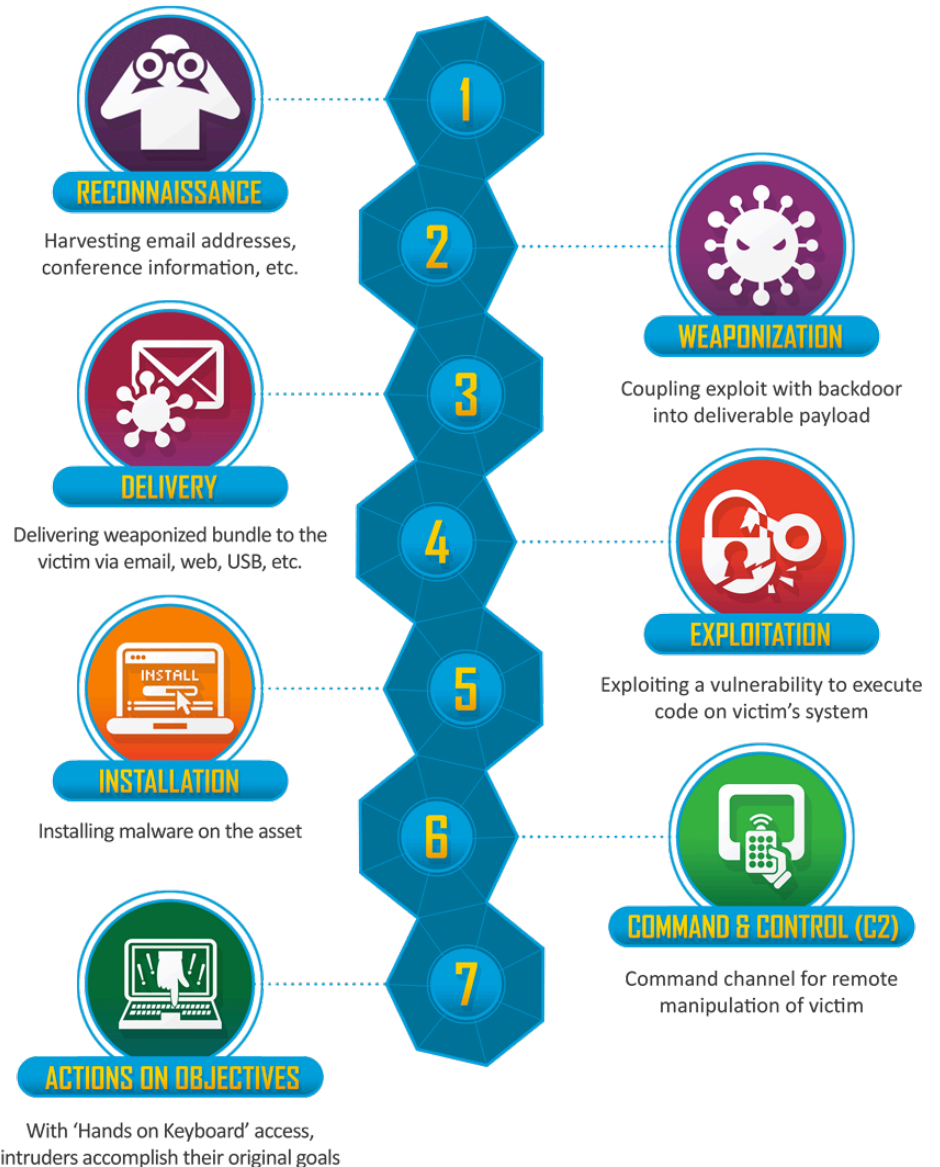 1
RECONNAISSANCE
Harvesting email addresses,
conference information, etc.
2
WEAPONIZATION
Coupling exploit with backdoor
into deliverable payload
3
DELIVERY
Delivering weaponized bundle to the
victim via email, web, USB, etc.
4
EXPLOITATION
Exploiting a vulnerability to execute
code on victim’s system
5
INSTALL
INSTALLATION
Installing malware on the asset
6
COMMAND & CONTROL (C2)
Command channel for remote
manipulation of victim
7
ACTIONS ON OBJECTIVES
With ‘Hands on Keyboard’ access,
intruders accomplish their original goals